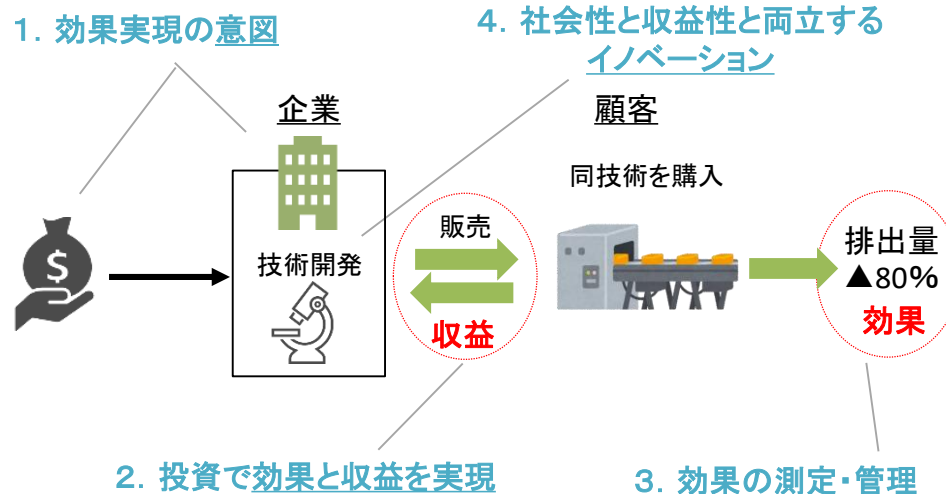 1．効果実現の意図
4．社会性と収益性と両立する
イノベーション
企業
顧客
同技術を購入
技術開発
販売
収益
排出量
▲80%
効果
$
2．投資で効果と収益を実現
3．効果の測定・管理